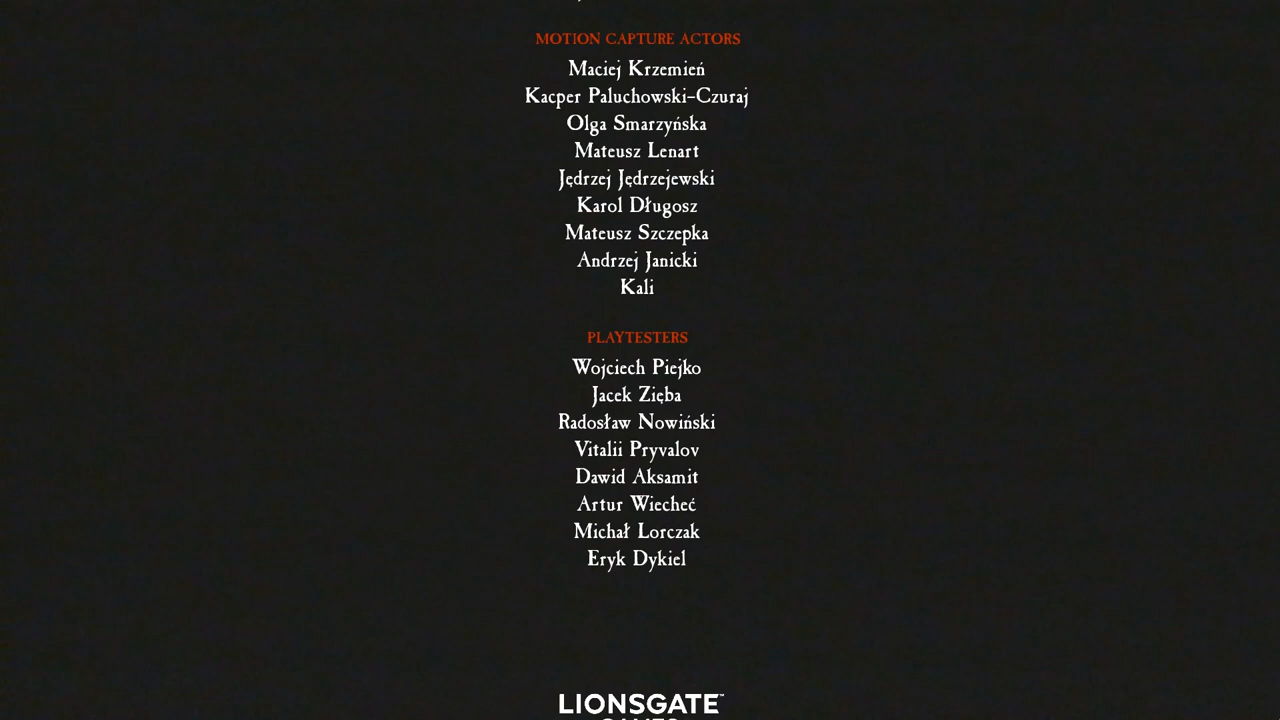 MOTION CAPTURE ACTORS
Maciej Krzemień
Kacper Paluchowski-Czuraj
Olga Smarzyńska
Mateusz Lenart
Jędrzej Jędrzejewski
Karol Długosz
Mateusz Szczepka
Andrzej Janicki
Kali
PLAYTESTERS
Wojciech Piejko
Jacek Zięba
Radosław Nowiński
Vitalii Pryvalov
Dawid Aksamit
Artur Wiecheć
Michał Lorczak
Eryk Dykiel
LIONSGATE™